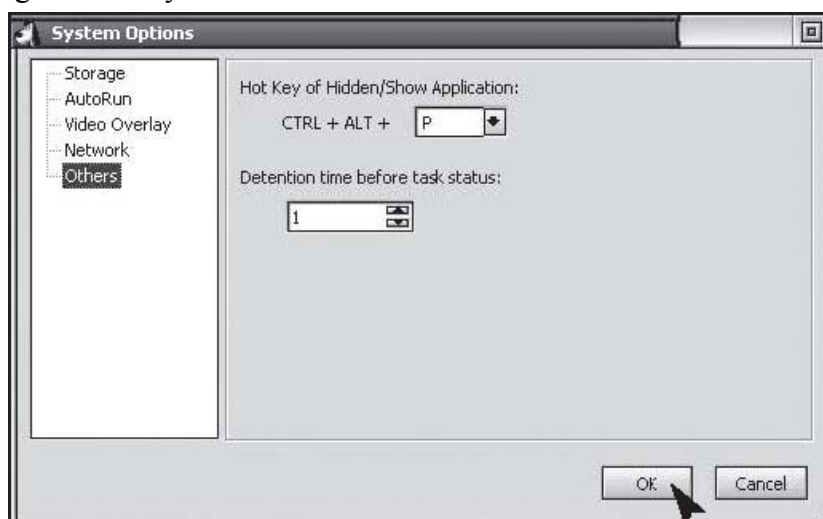 System Options
Storage
AutoRun
Video Overlay
Network
Others
Hot Key of Hidden/Show Application:
CTRL + ALT + P
Detention time before task status:
1
OK
Cancel